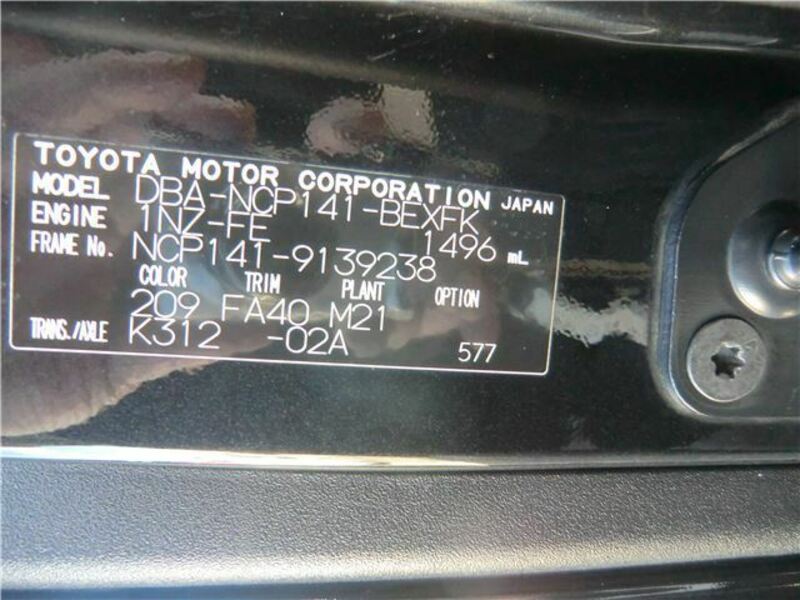 TOYOTA MOTOR CORPORATION JAPAN
MODEL DBA-NCP141-BEXFK
ENGINE 1NZ-FE 1496 mL
FRAME No. NCP141-9139238
COLOR TRIM PLANT OPTION
209 FA40 M21
TRANS./AXLE K312 -02A 577